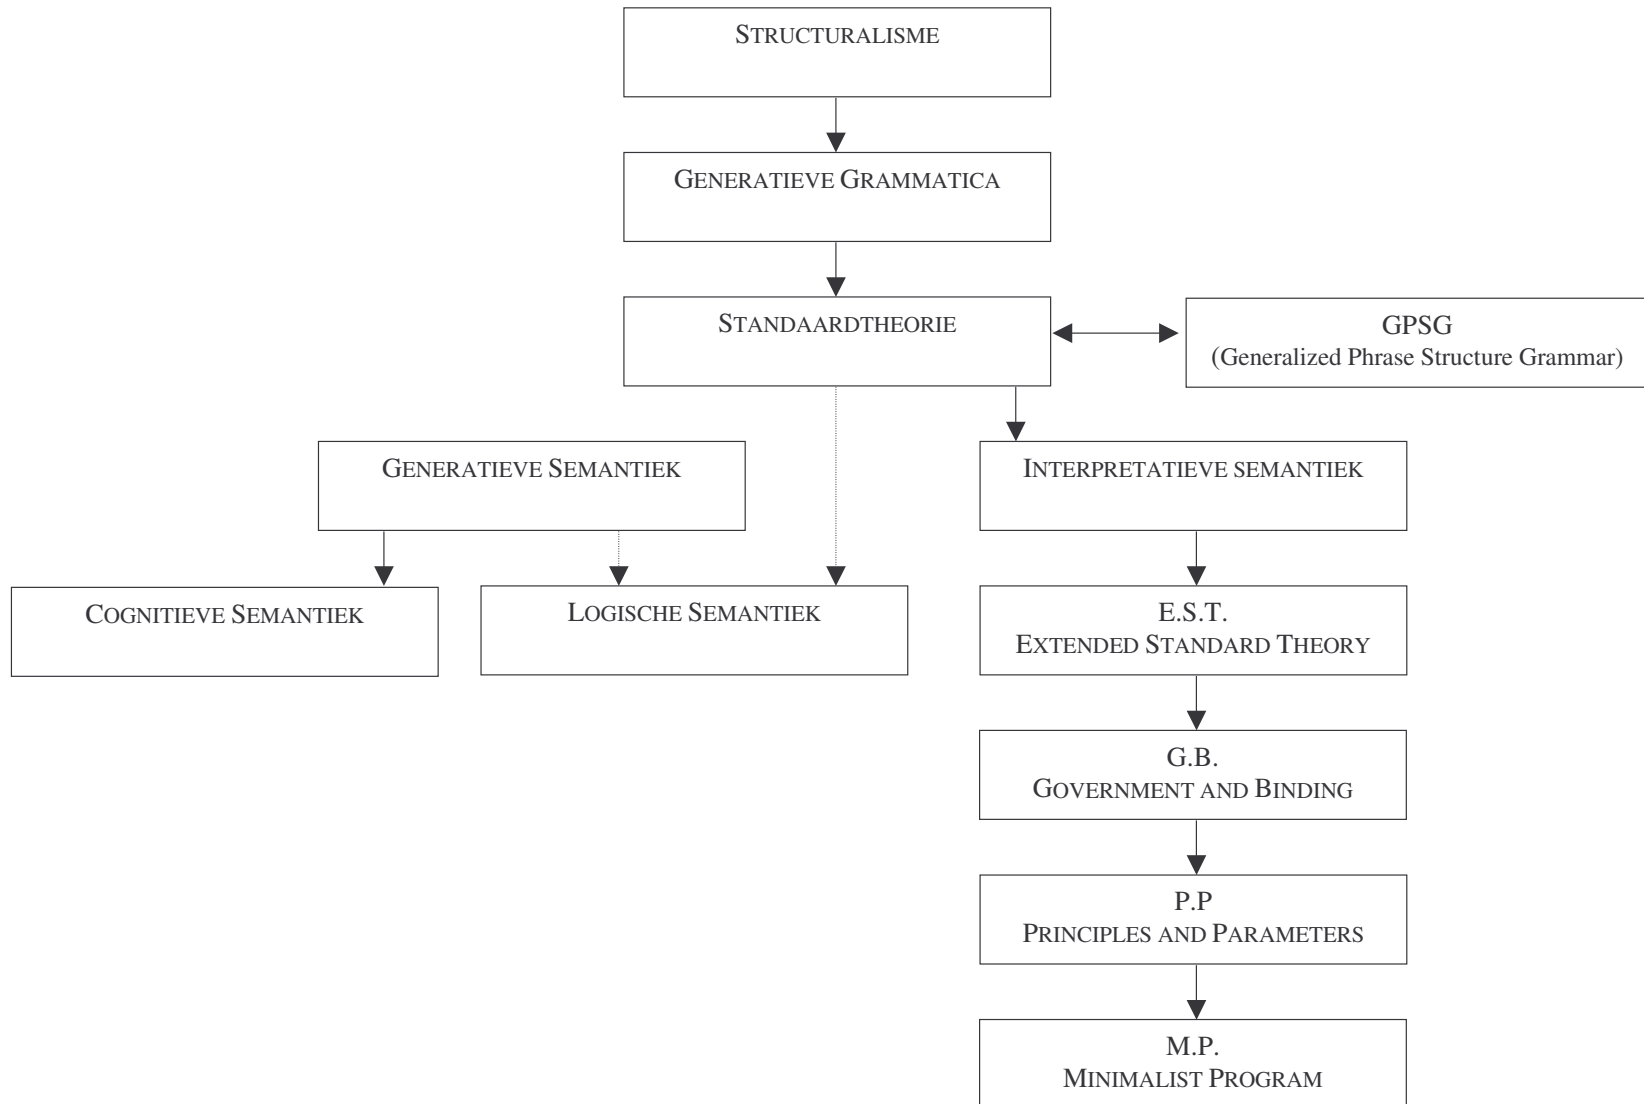 STRUCTURALISME
GENERATIEVE GRAMMATICA
STANDAARDTHEORIE
GPSG
(Generalized Phrase Structure Grammar)
GENERATIEVE SEMANTIEK
INTERPRETATIEVE SEMANTIEK
COGNITIEVE SEMANTIEK
LOGISCHE SEMANTIEK
E.S.T.
EXTENDED STANDARD THEORY
G.B.
GOVERNMENT AND BINDING
P.P
PRINCIPLES AND PARAMETERS
M.P.
MINIMALIST PROGRAM